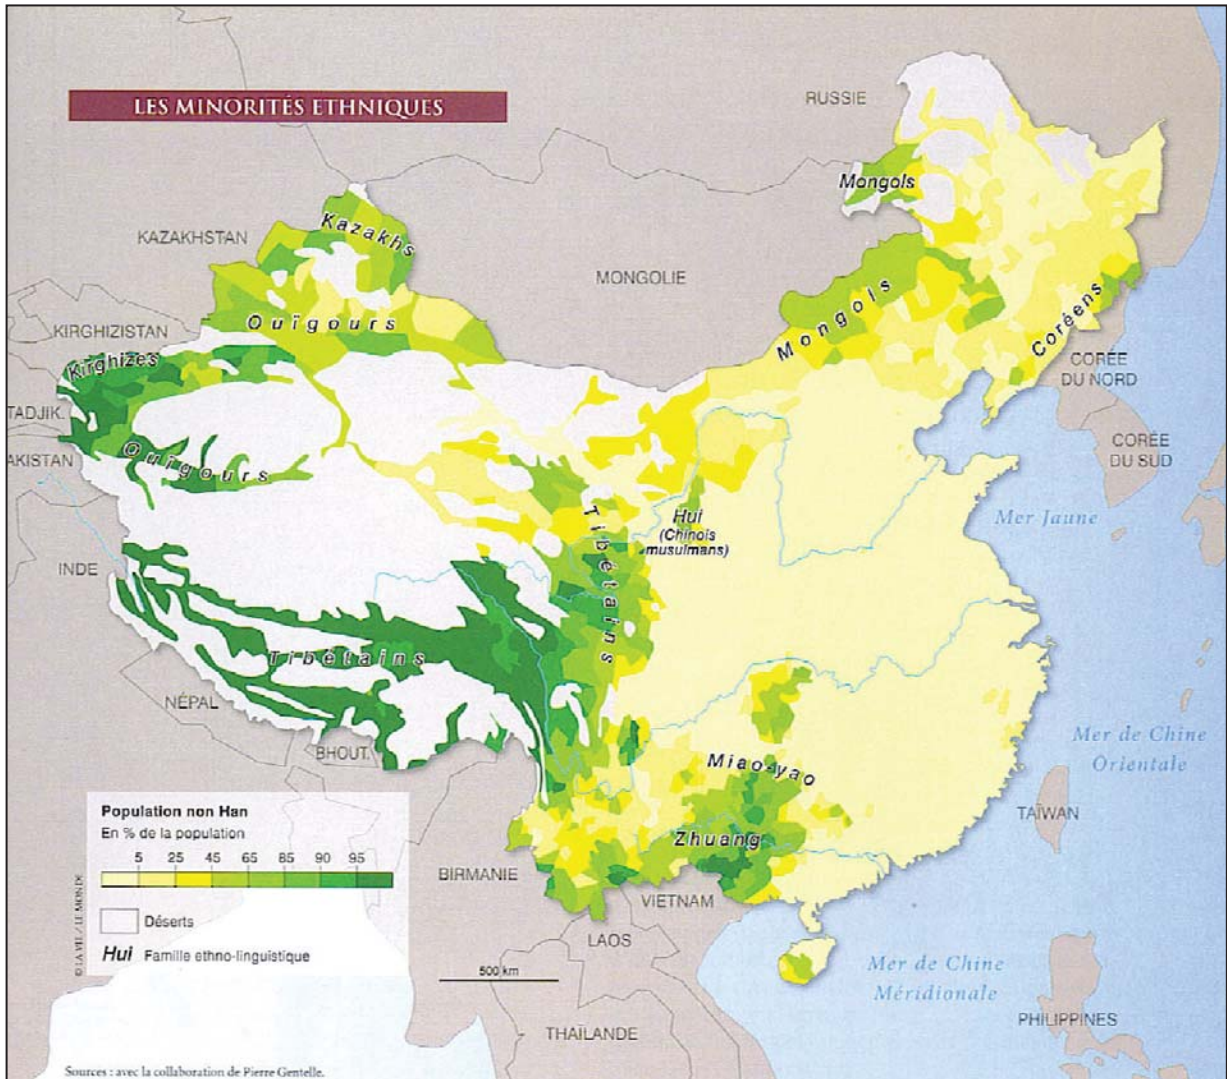 LES MINORITÉS ETHNIQUES
RUSSIE
Mongols
KAZAKHSTAN
Kazakhs
MONGOLIE
KIRGHIZISTAN
Ouïgours
Mongols
Coréens
Kirghizes
CORÉE
DU NORD
TADJIK.
AKISTAN
Ouïgours
CORÉE
DU SUD
Tibétains
Hui
(Chinois
musulmans)
Mer Jaune
INDE
Tibétains
NÉPAL
BHOUT.
Miao-yao
Mer de Chine
Orientale
Zhuang
TAÏWAN
Population non Han
En % de la population
5 25 45 65 85 90 95
Déserts
Hui Famille ethno-linguistique
© LA VIE / LE MONDE
BIRMANIE
VIETNAM
LAOS
500 km
Mer de Chine
Méridionale
THAÏLANDE
PHILIPPINES
Sources : avec la collaboration de Pierre Gentelle.